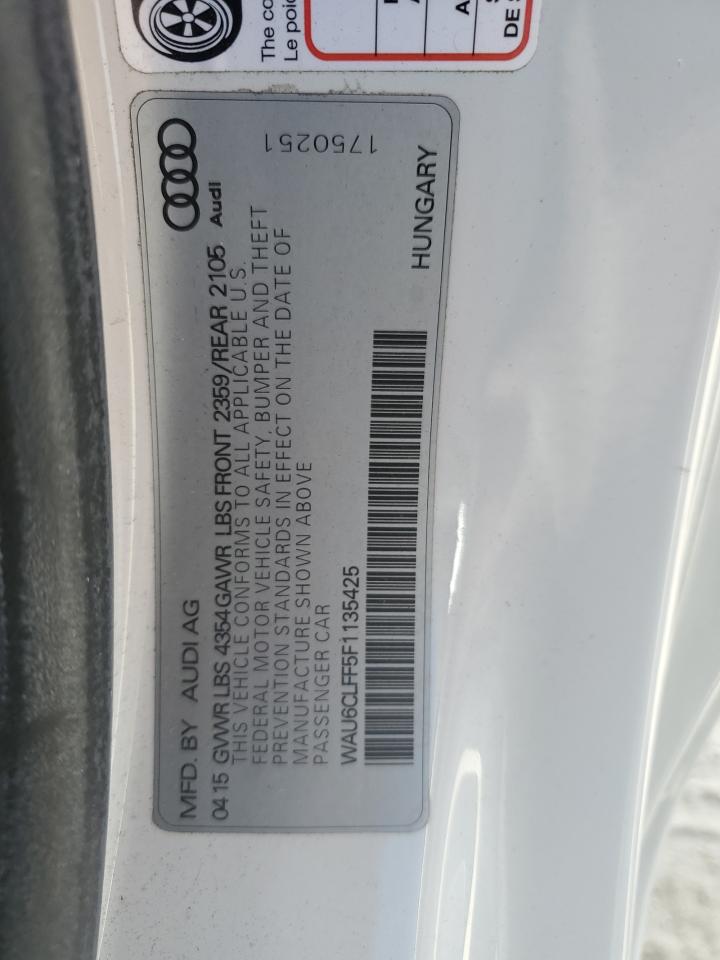 The co
Le poid
DE S
MFD. BY AUDI AG
Audi
1750251
0415 GVWR LBS 4354GAWR LBS FRONT 2359/REAR 2105
THIS VEHICLE CONFORMS TO ALL APPLICABLE U.S.
FEDERAL MOTOR VEHICLE SAFETY, BUMPER AND THEFT
PREVENTION STANDARDS IN EFFECT ON THE DATE OF
MANUFACTURE SHOWN ABOVE
PASSENGER CAR
HUNGARY
WAU6CLFF5F1135425